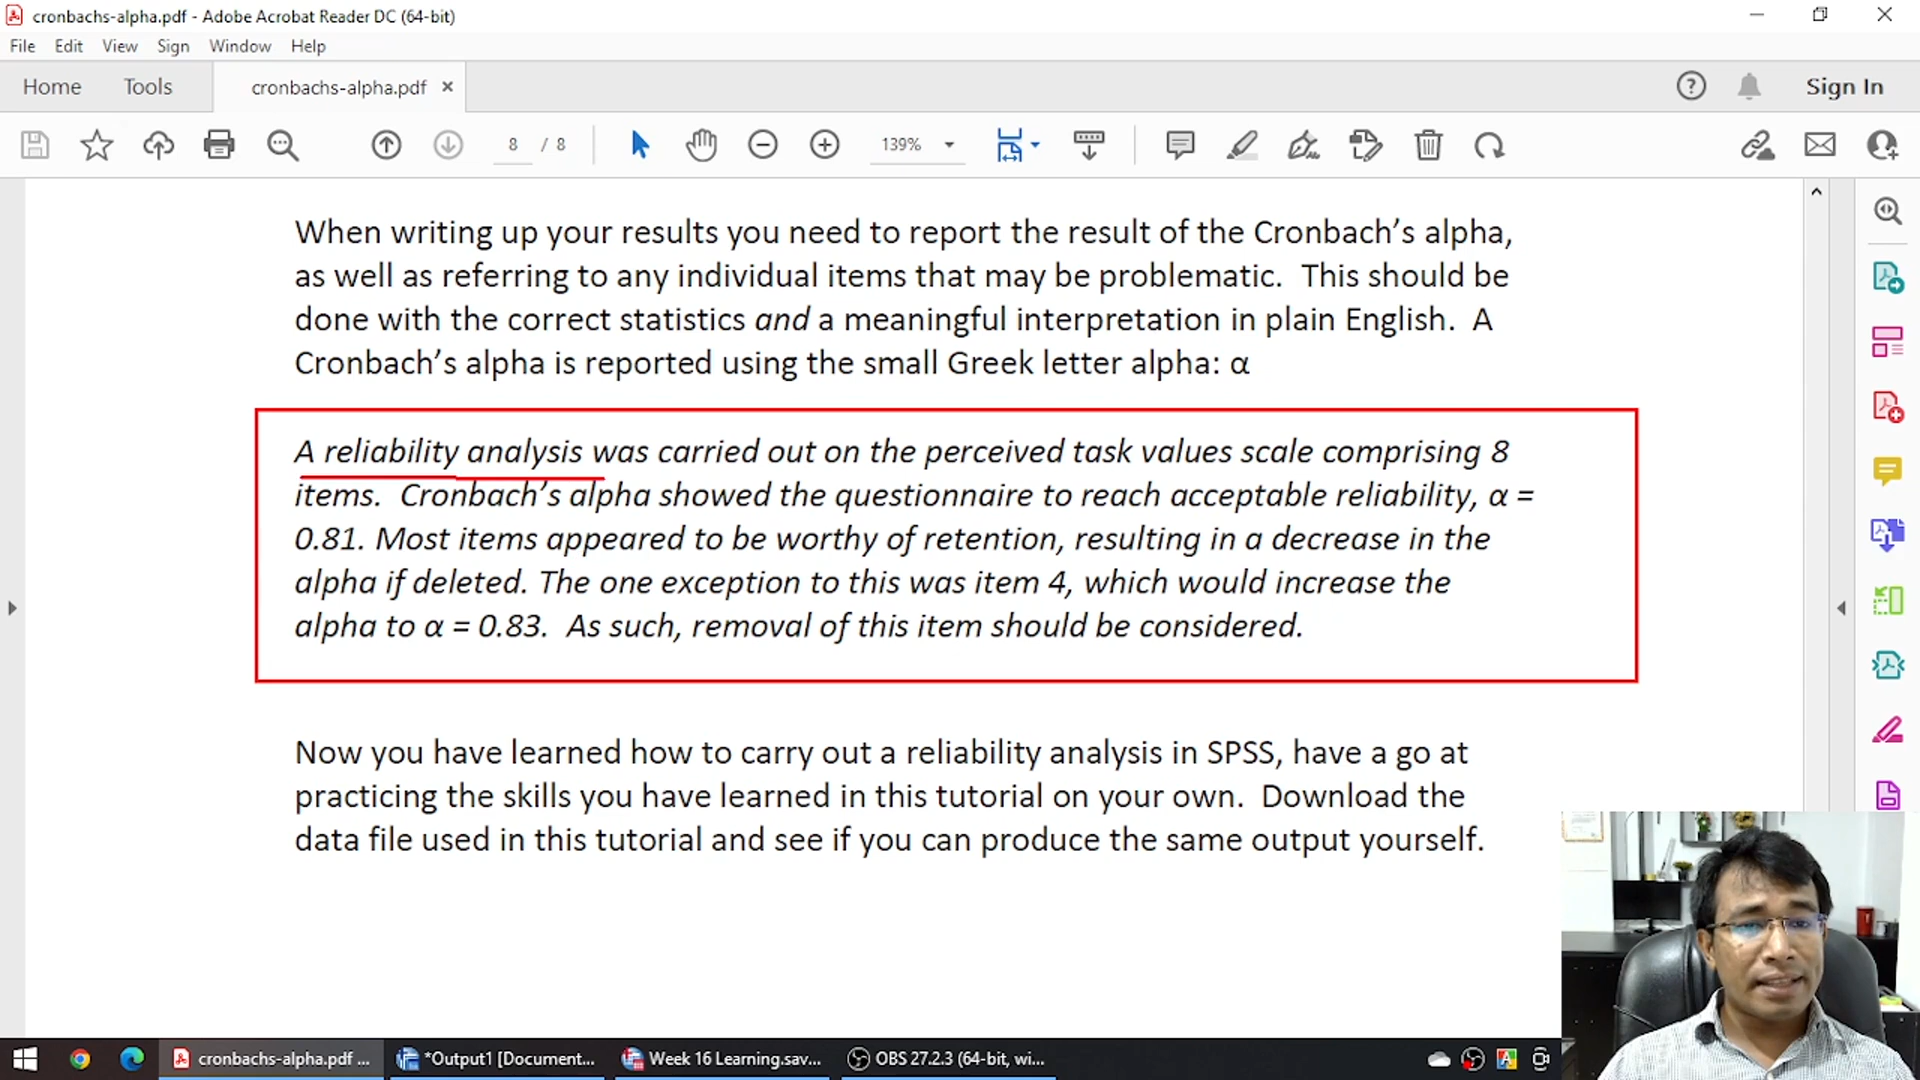 cronbachs-alpha.pdf - Adobe Acrobat Reader DC (64-bit)
File Edit View Sign Window Help
Home Tools cronbachs-alpha.pdf × Sign In
8 / 8 139%
When writing up your results you need to report the result of the Cronbach’s alpha,
as well as referring to any individual items that may be problematic. This should be
done with the correct statistics and a meaningful interpretation in plain English. A
Cronbach’s alpha is reported using the small Greek letter alpha: α
A reliability analysis was carried out on the perceived task values scale comprising 8
items. Cronbach’s alpha showed the questionnaire to reach acceptable reliability, α =
0.81. Most items appeared to be worthy of retention, resulting in a decrease in the
alpha if deleted. The one exception to this was item 4, which would increase the
alpha to α = 0.83. As such, removal of this item should be considered.
Now you have learned how to carry out a reliability analysis in SPSS, have a go at
practicing the skills you have learned in this tutorial on your own. Download the
data file used in this tutorial and see if you can produce the same output yourself.
cronbachs-alpha.pdf ... *Output1 [Document... Week 16 Learning.sav... OBS 27.2.3 (64-bit, wi...